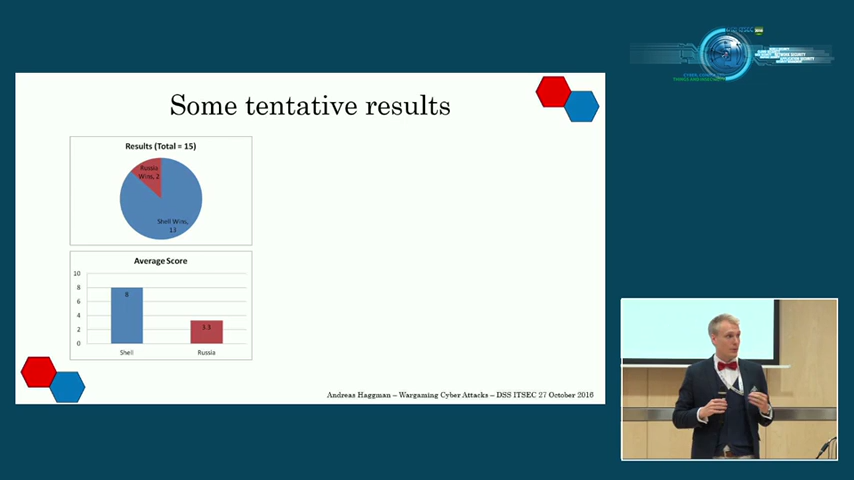 Some tentative results
Results (Total = 15)
Russia
Wins, 2
Shell Wins,
13
Average Score
10
8
6
4
2
0
8
3.3
Shell
Russia
Andreas Haggman – Wargaming Cyber Attacks – DSS ITSEC 27 October 2016